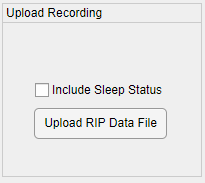 Upload Recording
Include Sleep Status
Upload RIP Data File